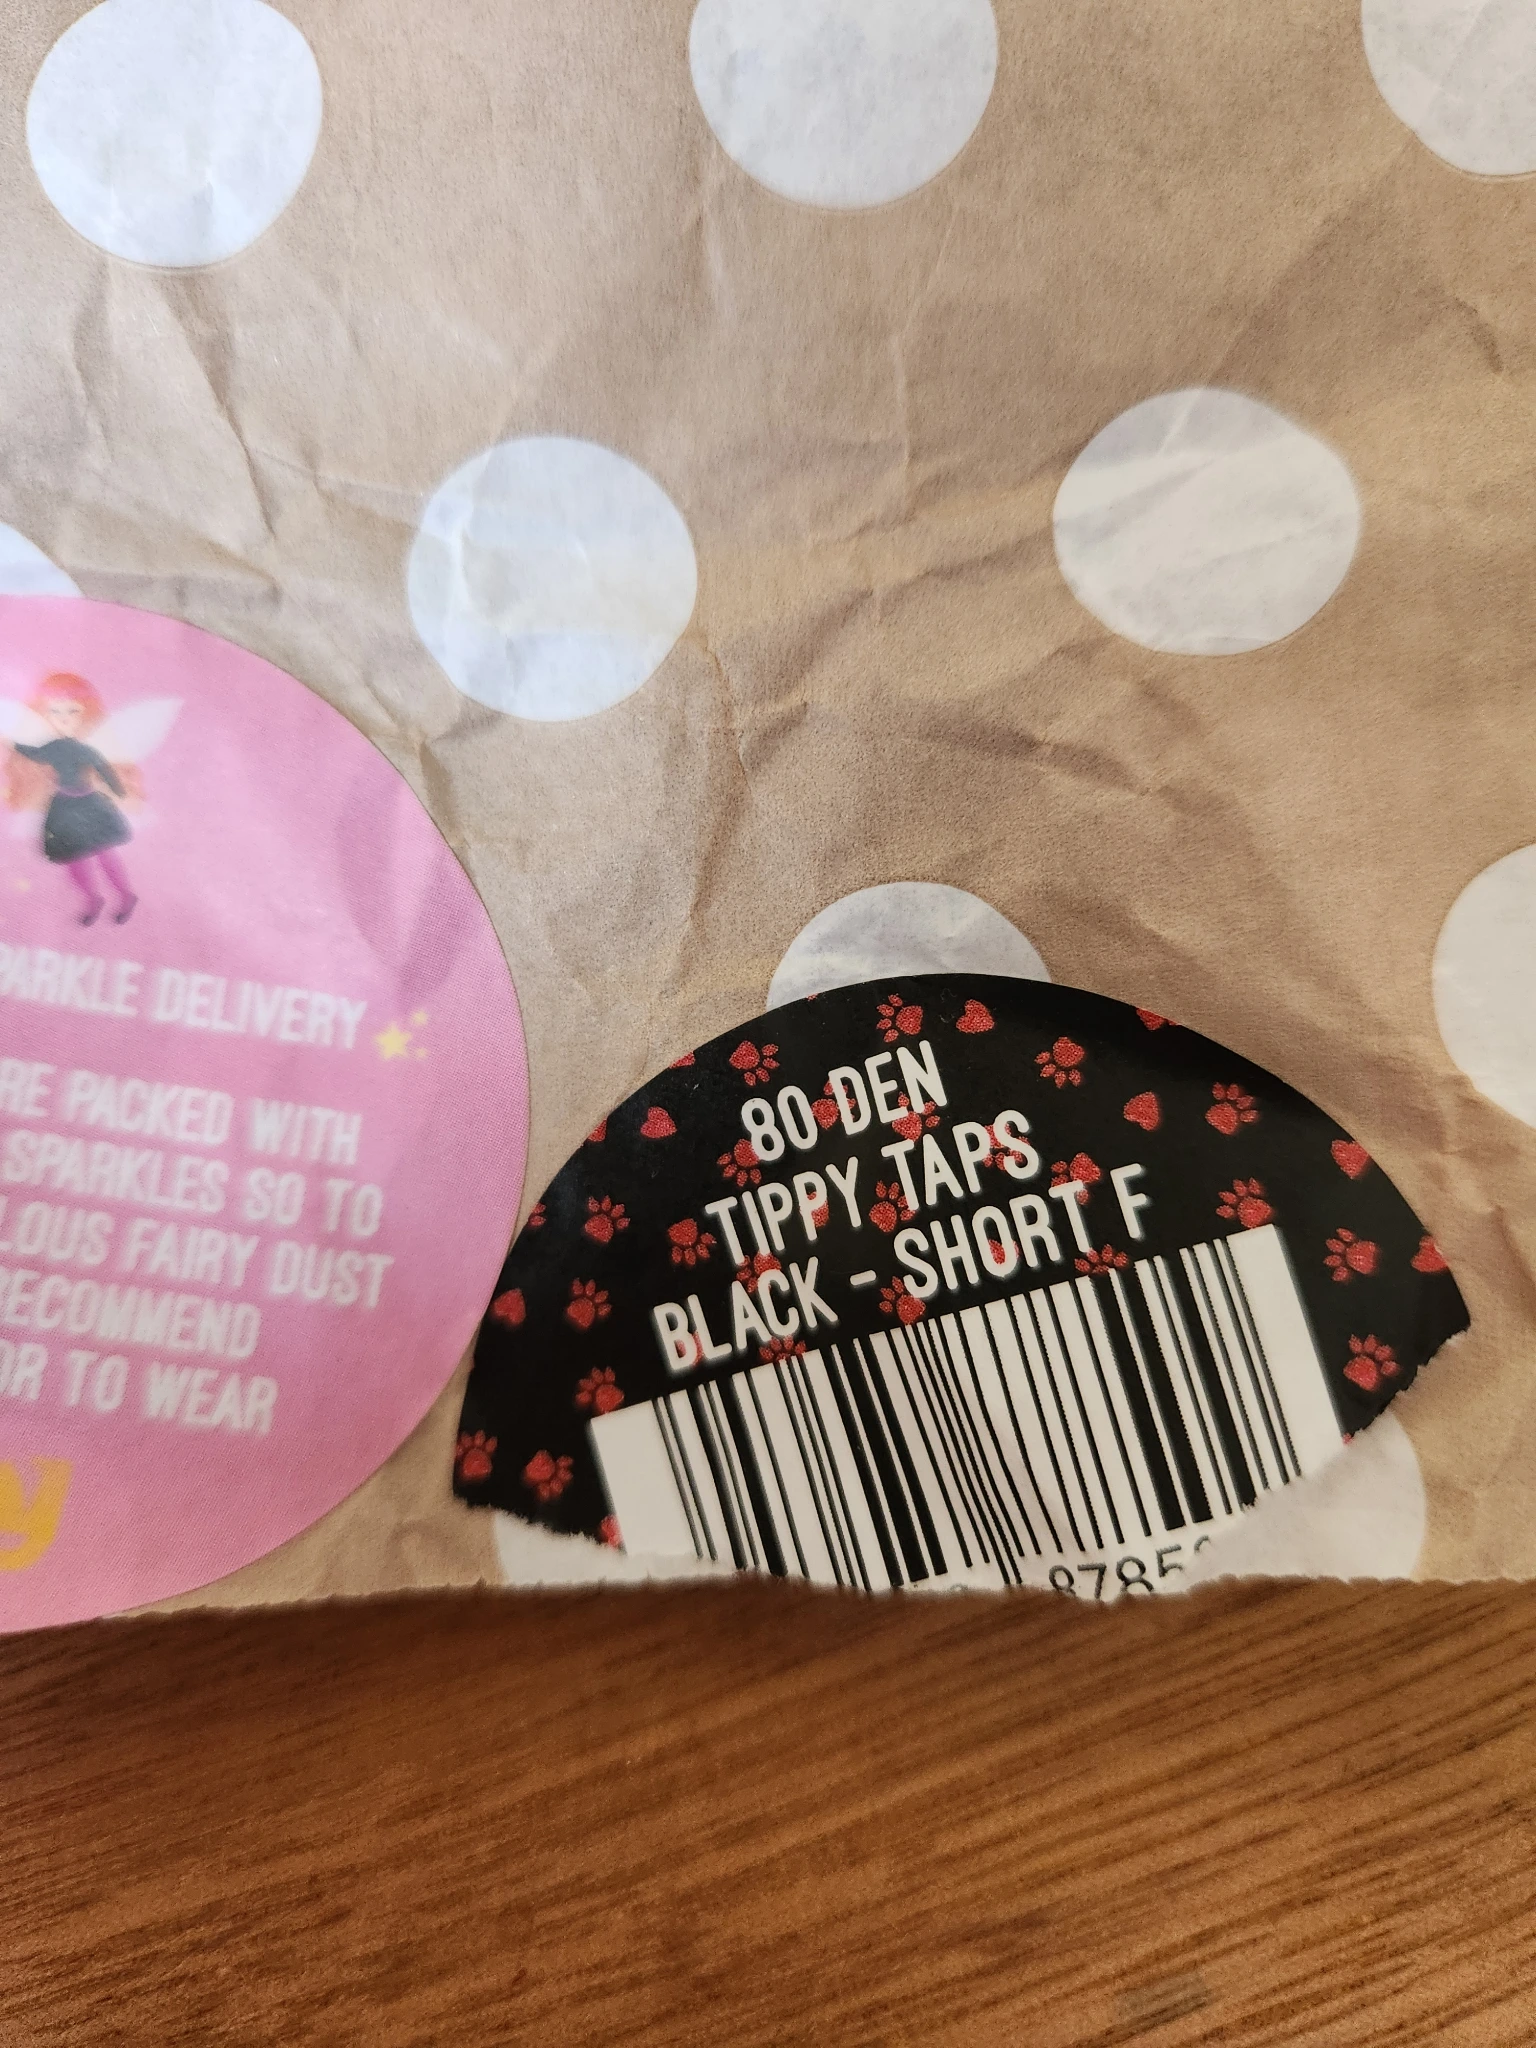 PARKLE DELIVERY
RE PACKED WITH
SPARKLES SO TO
LOUS FAIRY DUST
RECOMMEND
OR TO WEAR
y
80 DEN
TIPPY TAPS
BLACK - SHORT F
8785